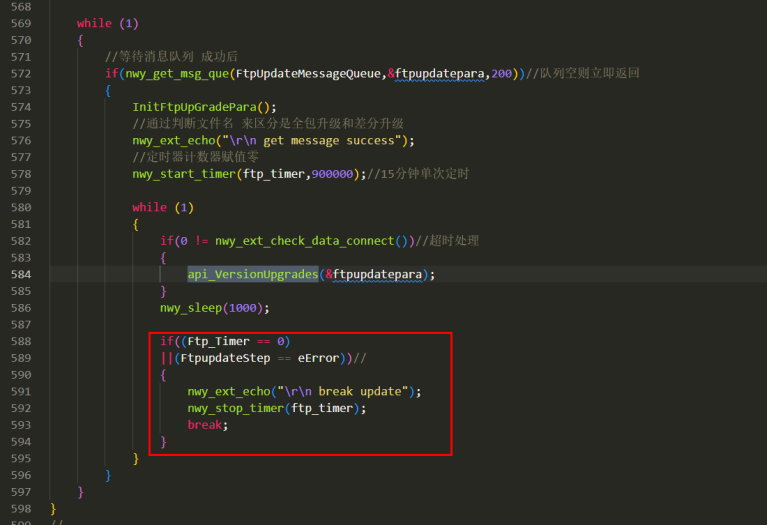 568
569 while (1)
570 {
571 //等待消息队列 成功后
572 if(nwy_get_msg_que(FtpUpdateMessageQueue,&ftpupdatepara,200))//队列空则立即返回
573 {
574 InitFtpUpGradePara();
575 //通过判断文件名 来区分是全包升级和差分升级
576 nwy_ext_echo("\r\n get message success");
577 //定时器计数器赋值零
578 nwy_start_timer(ftp_timer,900000);//15分钟单次定时
579
580 while (1)
581 {
582 if(0 != nwy_ext_check_data_connect())//超时处理
583 {
584 api_VersionUpgrades(&ftpupdatepara);
585 }
586 nwy_sleep(1000);
587
588 if((Ftp_Timer == 0)
589 ||(FtpupdateStep == eError))//
590 {
591 nwy_ext_echo("\r\n break update");
592 nwy_stop_timer(ftp_timer);
593 break;
594 }
595 }
596 }
597 }
598 }
599 //